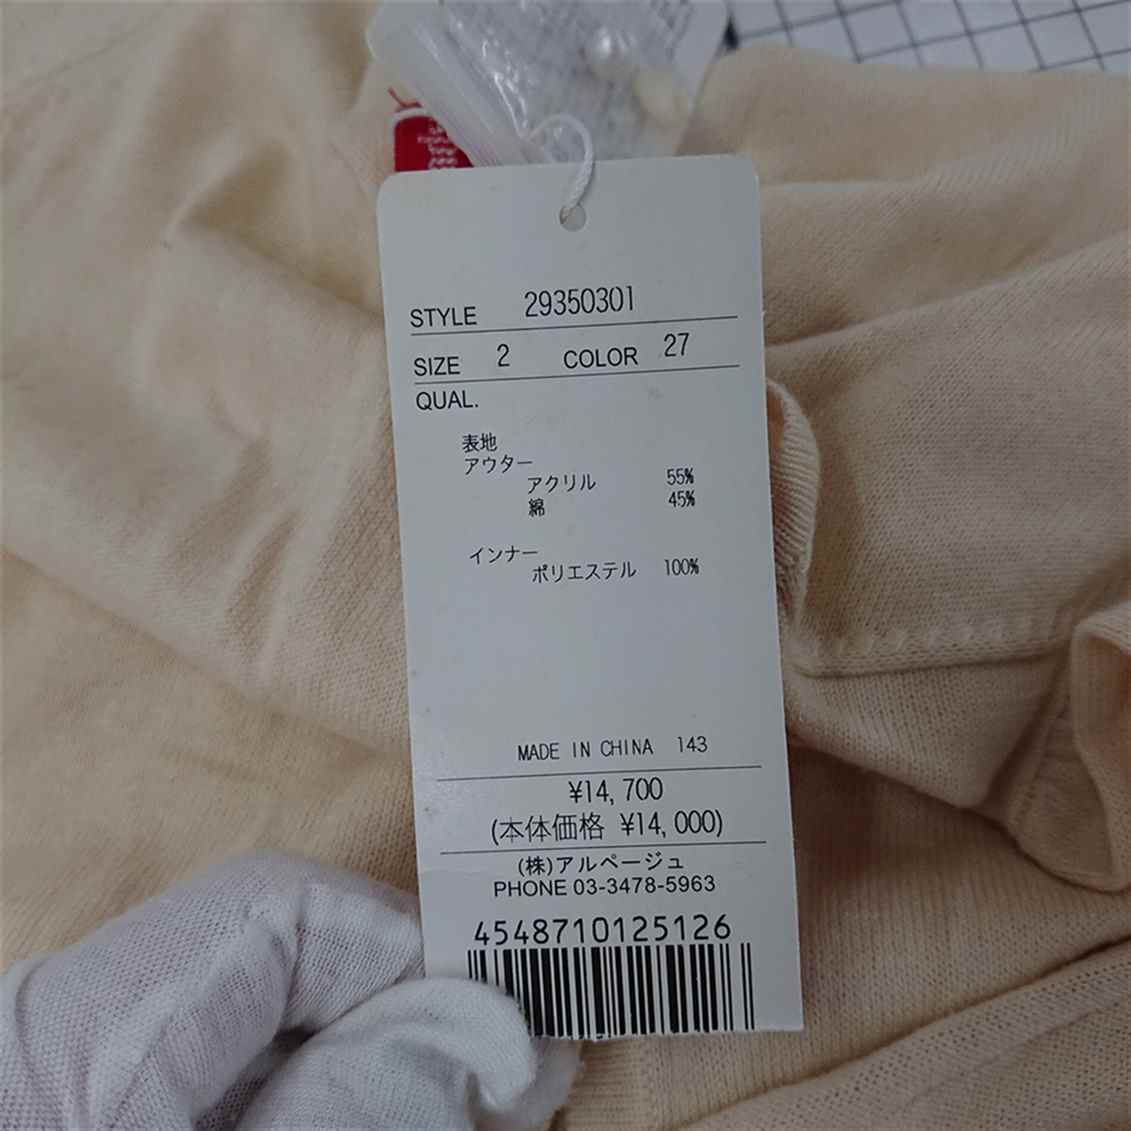 STYLE 29350301
SIZE 2 COLOR 27
QUAL.
表地
アウター
アクリル 55%
綿 45%
インナー
ポリエステル 100%
MADE IN CHINA 143
¥14,700
(本体価格 ¥14,000)
(株)アルページュ
PHONE 03-3478-5963
4548710125126